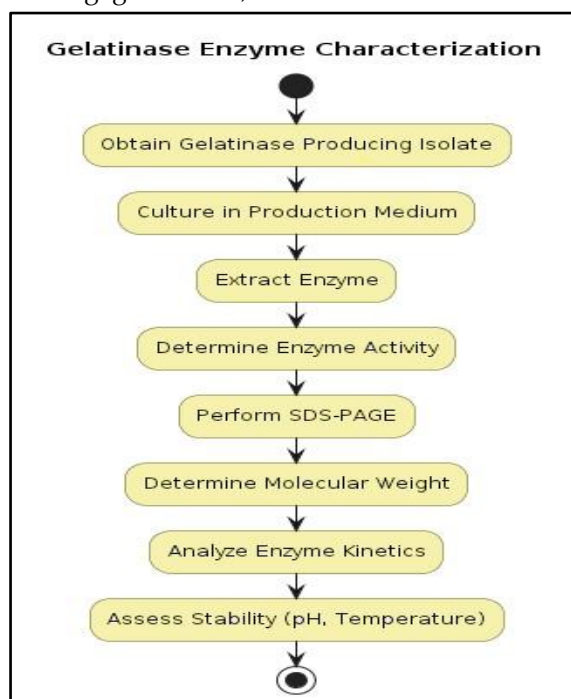 Gelatinase Enzyme Characterization
Obtain Gelatinase Producing Isolate
Culture in Production Medium
Extract Enzyme
Determine Enzyme Activity
Perform SDS-PAGE
Determine Molecular Weight
Analyze Enzyme Kinetics
Assess Stability (pH, Temperature)